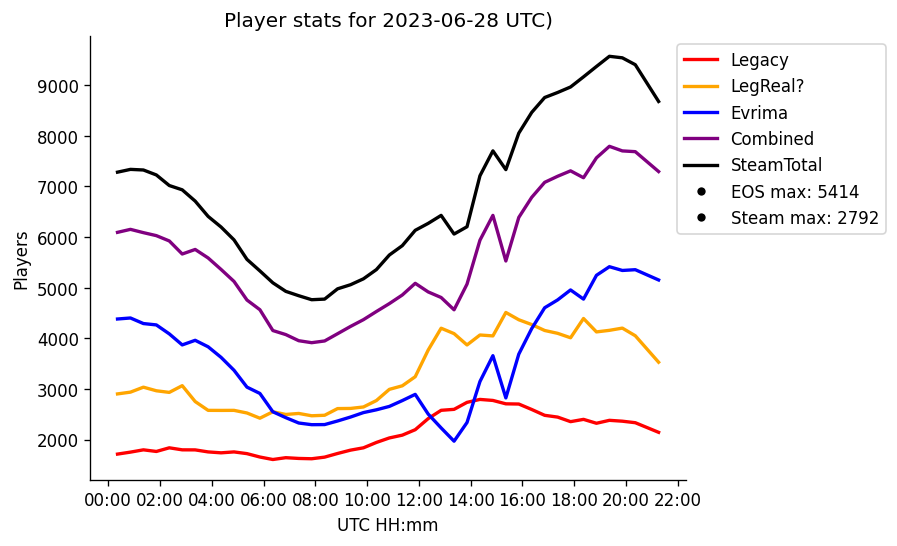 Player stats for 2023-06-28 UTC)
Legacy
LegReal?
Evrima
Combined
SteamTotal
EOS max: 5414
Steam max: 2792
Players
9000
8000
7000
6000
5000
4000
3000
2000
00:00 02:00 04:00 06:00 08:00 10:00 12:00 14:00 16:00 18:00 20:00 22:00
UTC HH:mm